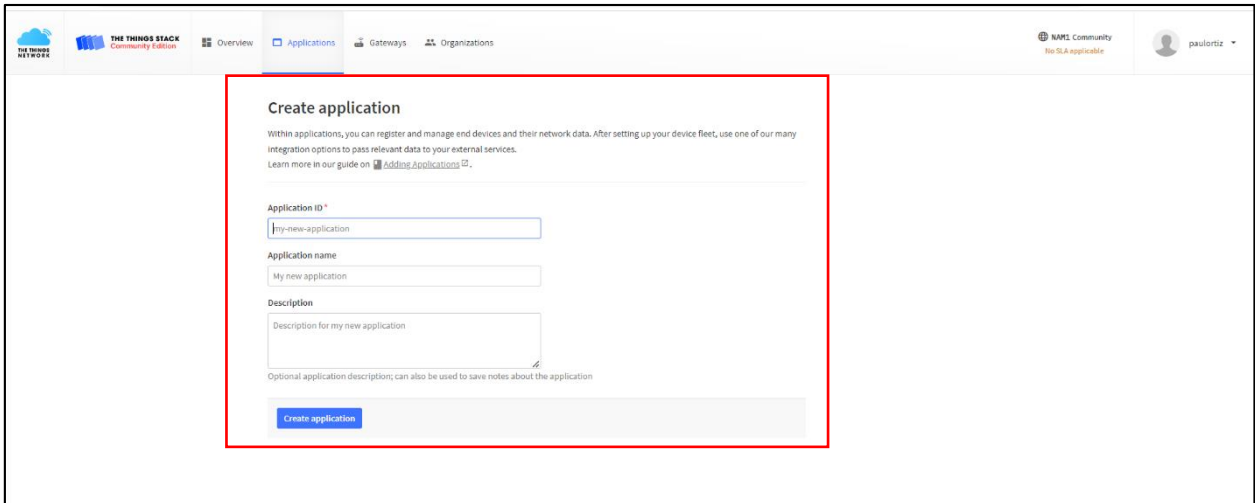 THE THINGS
NETWORK
THE THINGS STACK
Community Edition
Overview
Applications
Gateways
Organizations
NAM1 Community
No SLA applicable
paulortiz
Create application
Within applications, you can register and manage end devices and their network data. After setting up your device fleet, use one of our many
integration options to pass relevant data to your external services.
Learn more in our guide on Adding Applications.
Application ID*
my-new-application
Application name
My new application
Description
Description for my new application
Optional application description; can also be used to save notes about the application
Create application